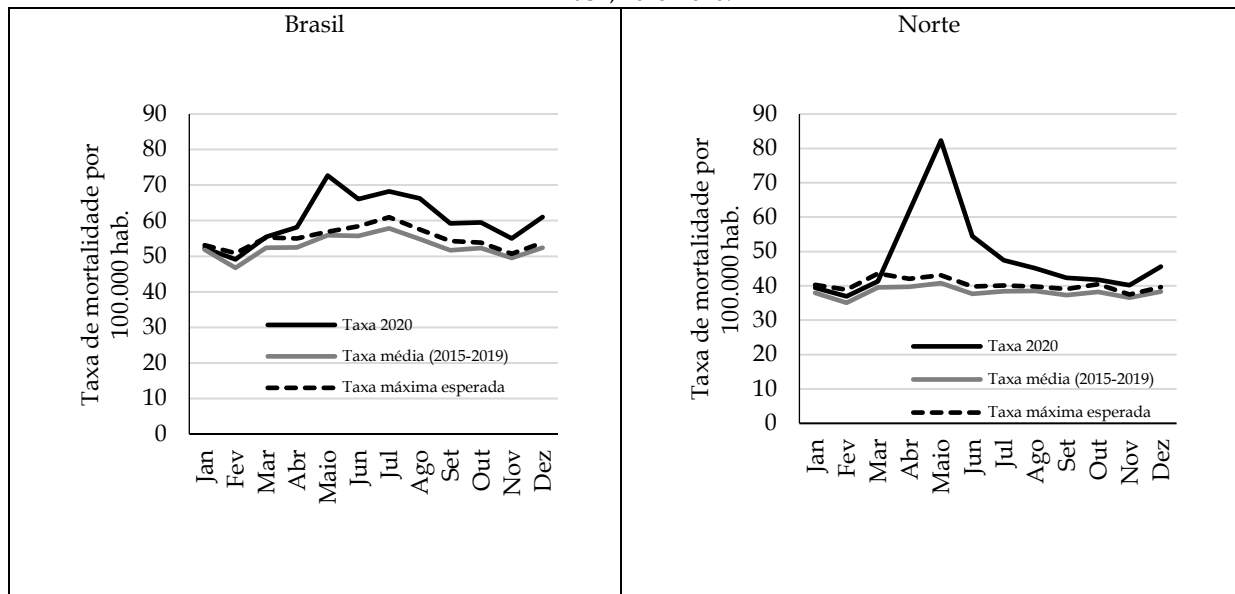 Brasil
Taxa de mortalidade por
100.000 hab.
90
80
70
60
50
40
30
20
10
0
Taxa 2020
Taxa média (2015-2019)
Taxa máxima esperada
Jan
Fev
Mar
Abr
Maio
Jun
Jul
Ago
Set
Out
Nov
Dez
Norte
Taxa de mortalidade por
100.000 hab.
90
80
70
60
50
40
30
20
10
0
Taxa 2020
Taxa média (2015-2019)
Taxa máxima esperada
Jan
Fev
Mar
Abr
Maio
Jun
Jul
Ago
Set
Out
Nov
Dez